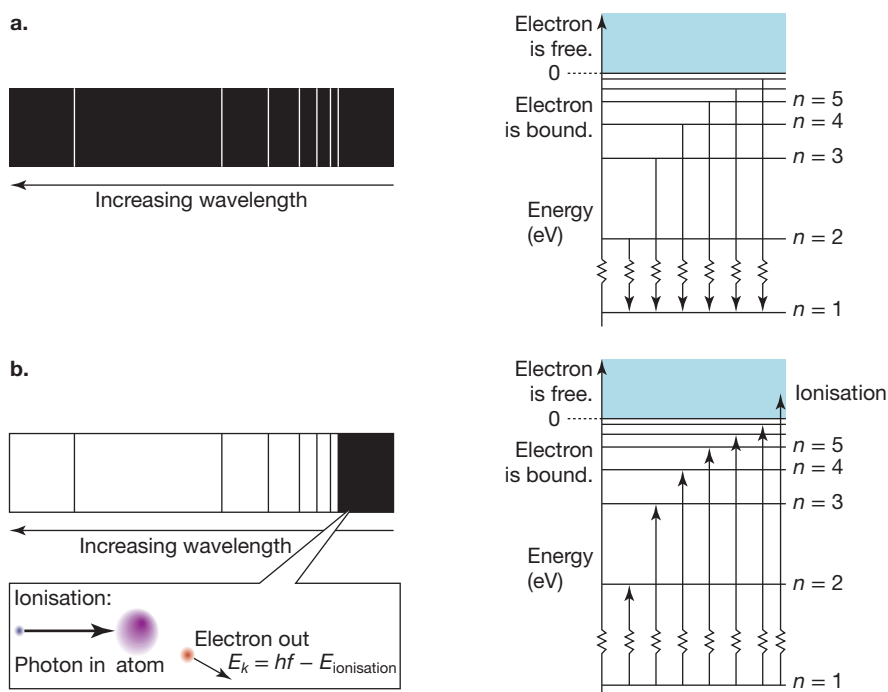 a.
Increasing wavelength
Electron
is free.
0
Electron
is bound.
Energy
(eV)
n = 5
n = 4
n = 3
n = 2
n = 1
b.
Increasing wavelength
Ionisation:
Photon in atom
Electron out
E_k = hf – E_ionisation
Electron
is free.
0
Electron
is bound.
Energy
(eV)
Ionisation
n = 5
n = 4
n = 3
n = 2
n = 1